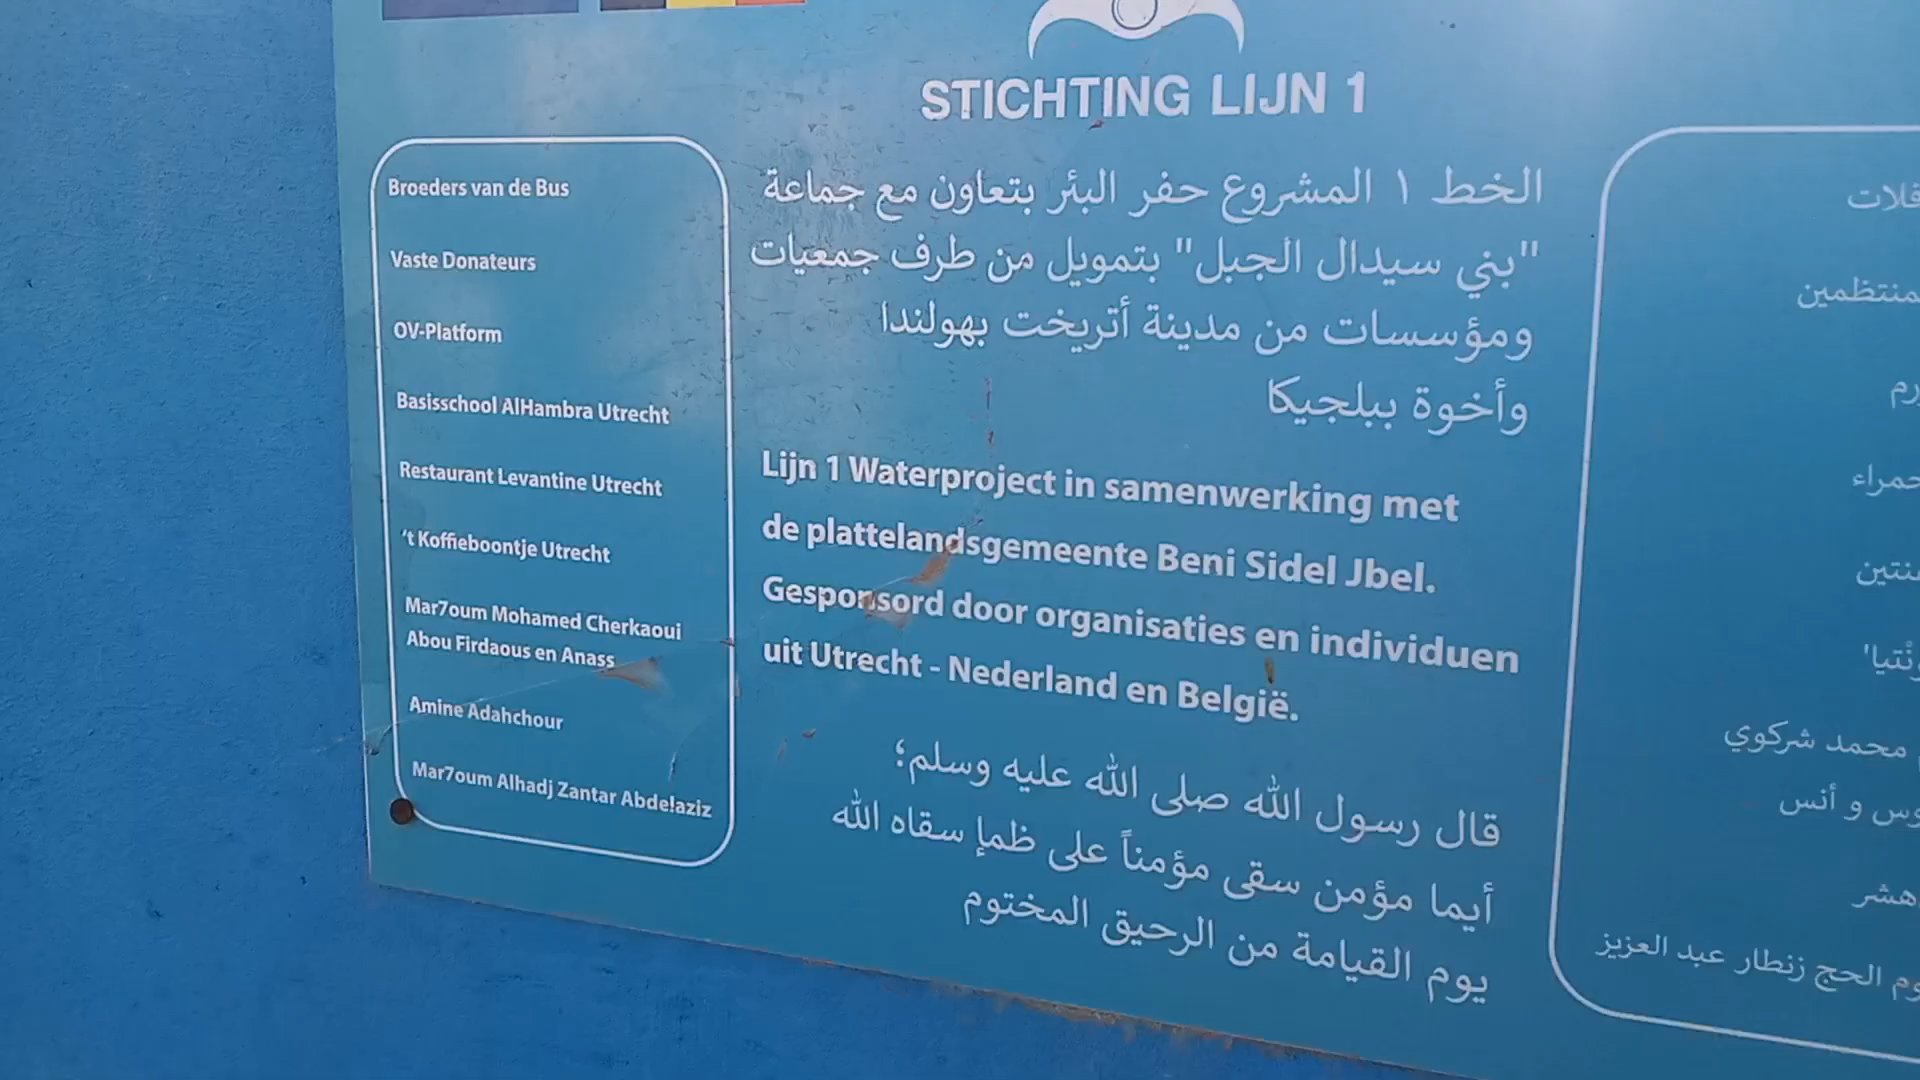 STICHTING LIJN 1
Broeders van de Bus
Vaste Donateurs
OV-Platform
Basisschool AlHambra Utrecht
Restaurant Levantine Utrecht
't Koffieboontje Utrecht
Mar7oum Mohamed Cherkaoui
Abou Firdaous en Anass
Amine Adahchour
Mar7oum Alhadj Zantar Abdelaziz
الخط ١ المشروع حفر البئر بتعاون مع جماعة
"بني سيدال الجبل" بتمويل من طرف جمعيات
ومؤسسات من مدينة أتريخت بهولندا
وأخوة ببلجيكا
Lijn 1 Waterproject in samenwerking met
de plattelandsgemeente Beni Sidel Jbel.
Gesponsord door organisaties en individuen
uit Utrecht - Nederland en België.
قال رسول الله صلى الله عليه وسلم؛
أيما مؤمن سقى مؤمناً على ظمإ سقاه الله
يوم القيامة من الرحيق المختوم
محمد شركوي
و أنس
الحج زنطار عبد العزيز